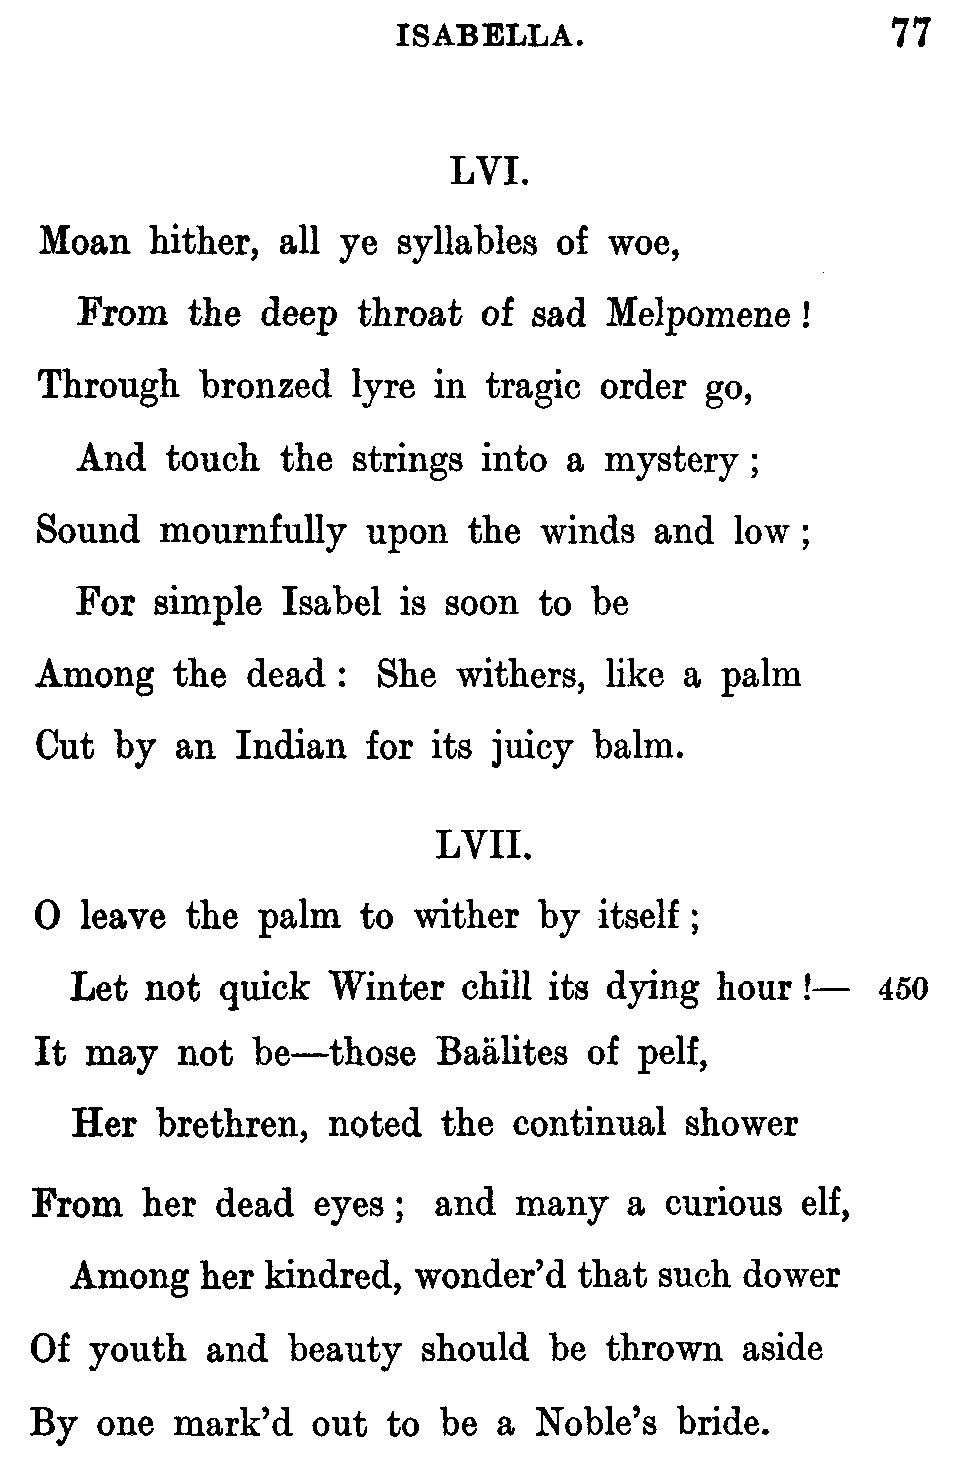 ISABELLA. 77
LVI.
Moan hither, all ye syllables of woe,
From the deep throat of sad Melpomene !
Through bronzed lyre in tragic order go,
And touch the strings into a mystery ;
Sound mournfully upon the winds and low ;
For simple Isabel is soon to be
Among the dead : She withers, like a palm
Cut by an Indian for its juicy balm.
LVII.
O leave the palm to wither by itself ;
Let not quick Winter chill its dying hour !— 450
It may not be—those Baälites of pelf,
Her brethren, noted the continual shower
From her dead eyes ; and many a curious elf,
Among her kindred, wonder'd that such dower
Of youth and beauty should be thrown aside
By one mark'd out to be a Noble's bride.